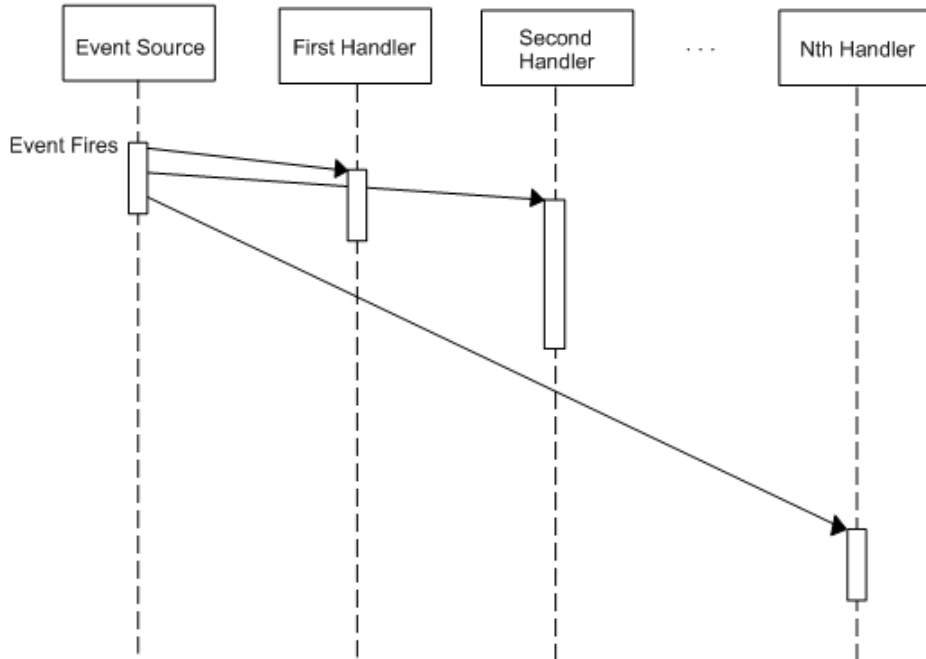 Event Source
First Handler
Second
Handler
. . .
Nth Handler
Event Fires